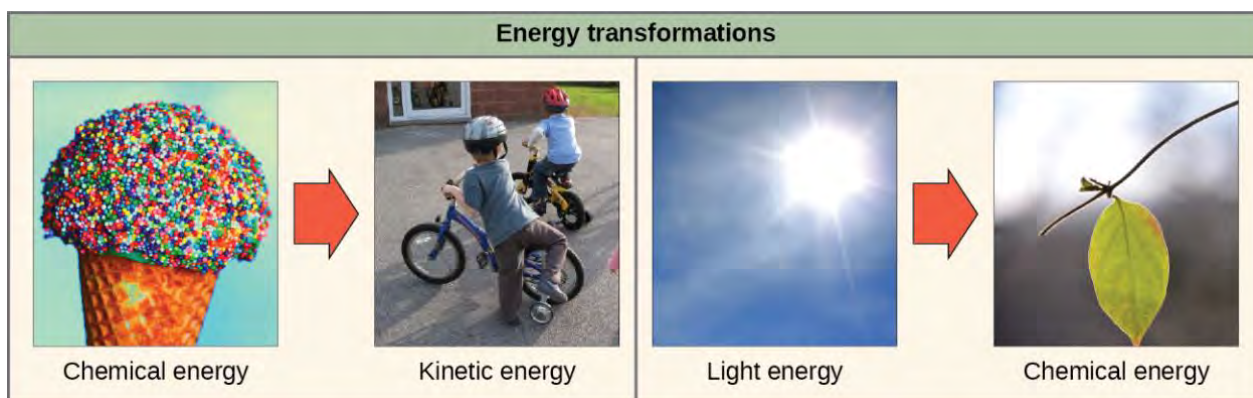 Energy transformations
Chemical energy
Kinetic energy
Light energy
Chemical energy